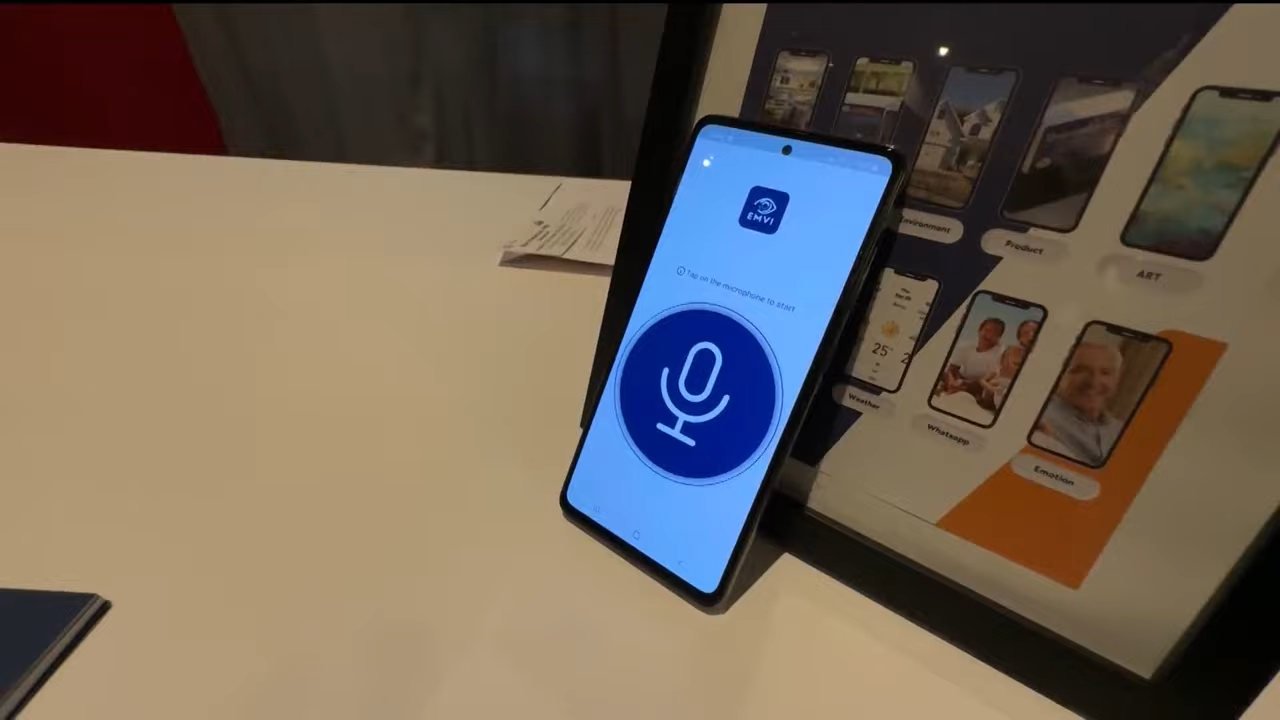 EMVI
Tap on the microphone to start
Environment
Product
ART
25°
Weather
Whatsapp
Emotion